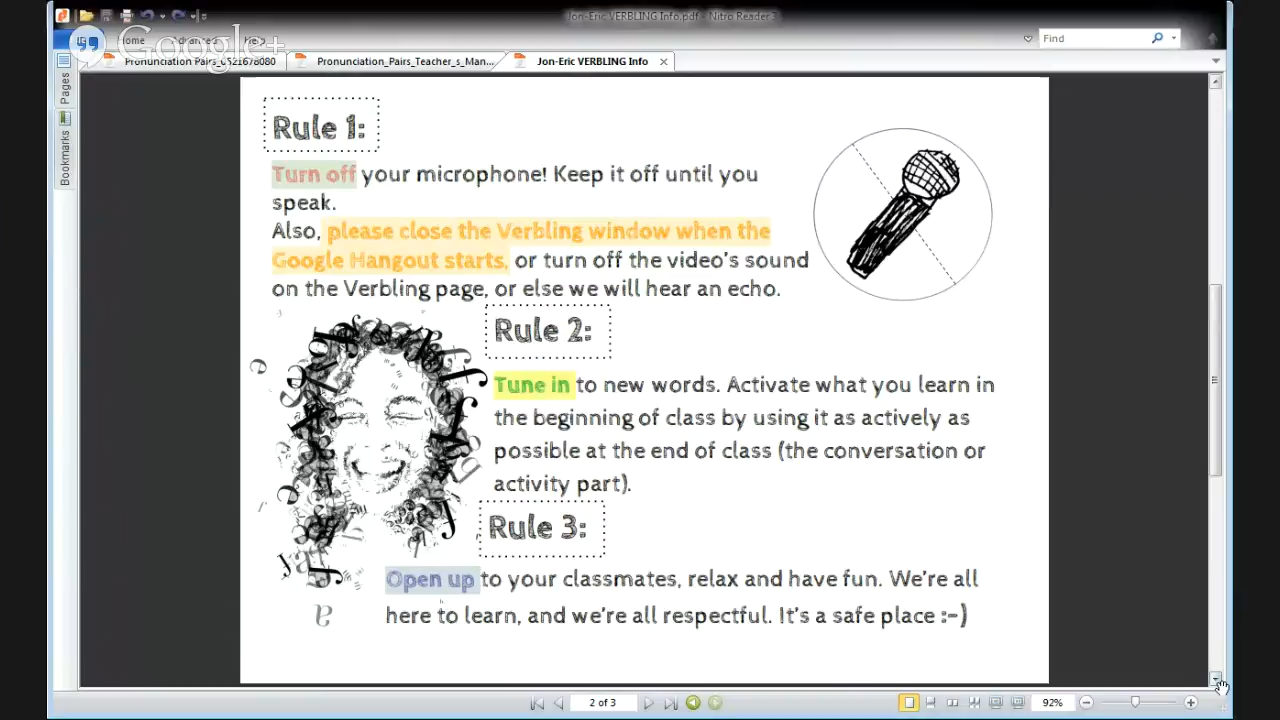 Jon-Eric VERBLING Info.pdf - Nitro Reader 3
Google+
Home Advanced Help
Find
Pronunciation Pairs_0521678080
Pronunciation_Pairs_Teacher_s_Man...
Jon-Eric VERBLING Info
Pages
Bookmarks
Rule 1:
Turn off your microphone! Keep it off until you
speak.
Also, please close the Verbling window when the
Google Hangout starts, or turn off the video's sound
on the Verbling page, or else we will hear an echo.
Rule 2:
Tune in to new words. Activate what you learn in
the beginning of class by using it as actively as
possible at the end of class (the conversation or
activity part).
Rule 3:
Open up to your classmates, relax and have fun. We're all
here to learn, and we're all respectful. It's a safe place :-)
2 of 3
92%